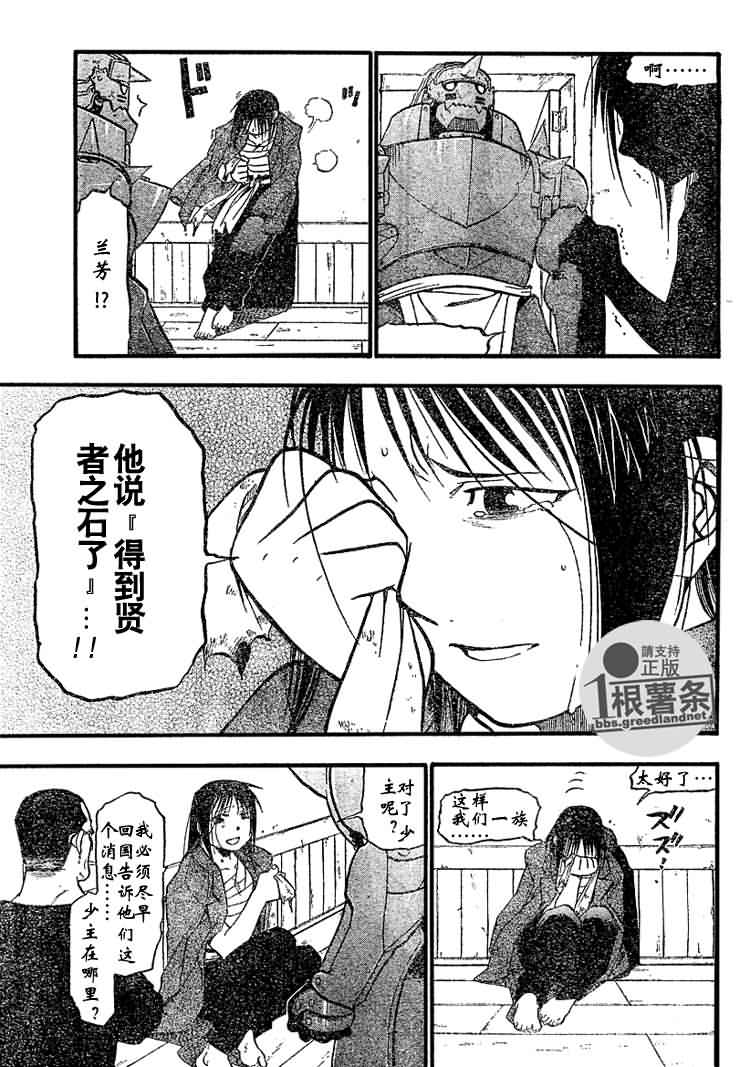 啊……
ド
兰芳!?
他说『得到贤
者之石了』…!!
請支持
正版
1根薯条
bbs.greedlandnet
太好了…
这样
我们一族
……
ズズ!
对了少
主呢？
我必须尽早
回国告诉他们这
个消息……
少主在哪里？